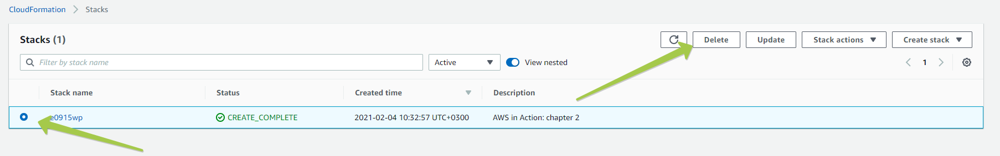 CloudFormation > Stacks
Stacks (1)
Delete Update Stack actions Create stack
Filter by stack name Active View nested 1
Stack name Status Created time Description
e0915wp CREATE_COMPLETE 2021-02-04 10:32:57 UTC+0300 AWS in Action: chapter 2